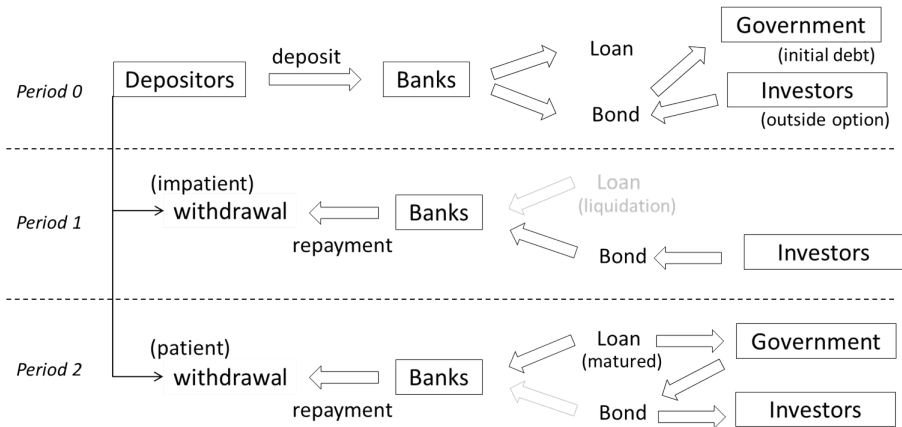 Period 0
Depositors
deposit
Banks
Loan
Bond
Government
(initial debt)
Investors
(outside option)
Period 1
(impatient)
withdrawal
repayment
Banks
Loan
(liquidation)
Bond
Investors
Period 2
(patient)
withdrawal
repayment
Banks
Loan
(matured)
Bond
Government
Investors